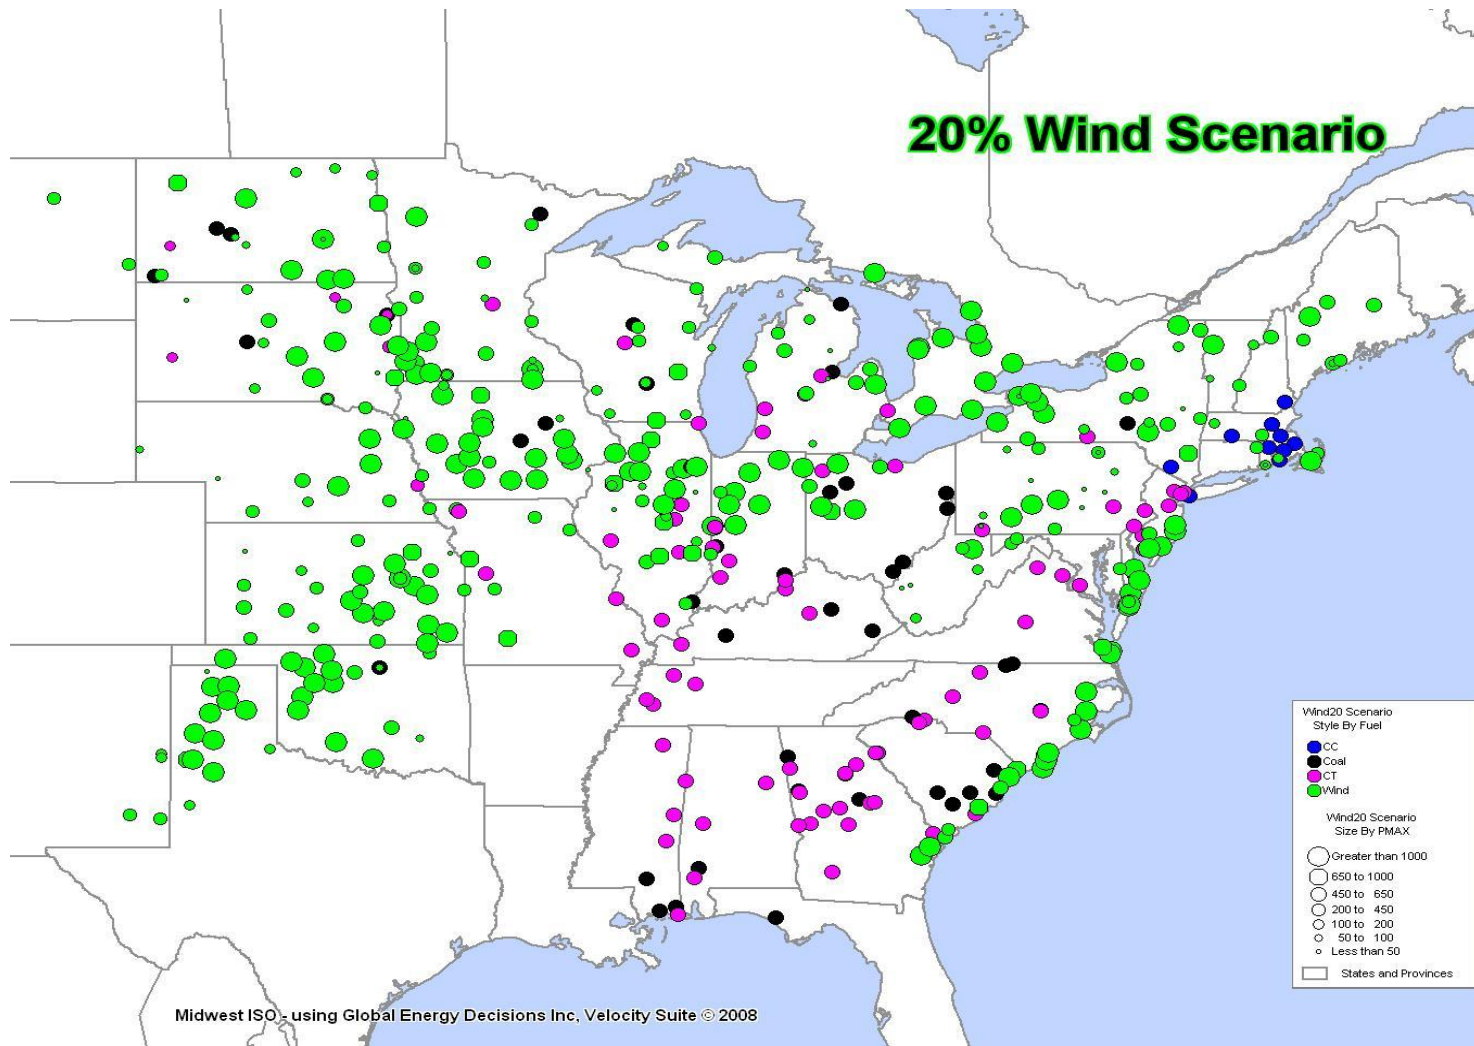 20% Wind Scenario
Wind20 Scenario
Style By Fuel
CC
Coal
CT
Wind
Wind20 Scenario
Size By PMAX
Greater than 1000
650 to 1000
450 to 650
200 to 450
100 to 200
50 to 100
Less than 50
States and Provinces
Midwest ISO - using Global Energy Decisions Inc, Velocity Suite © 2008